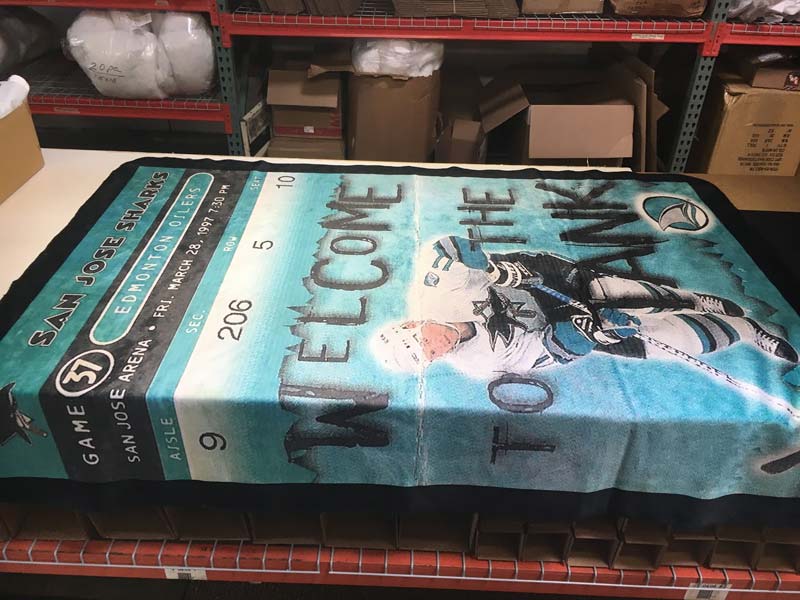 SAN JOSE SHARKS
GAME 37
EDMONTON OILERS
SAN JOSE ARENA • FRI. MARCH 28, 1997 7:30 PM
AISLE SEC. ROW SEAT
9 206 5 10
WELCOME
TO THE
TANK
20pc